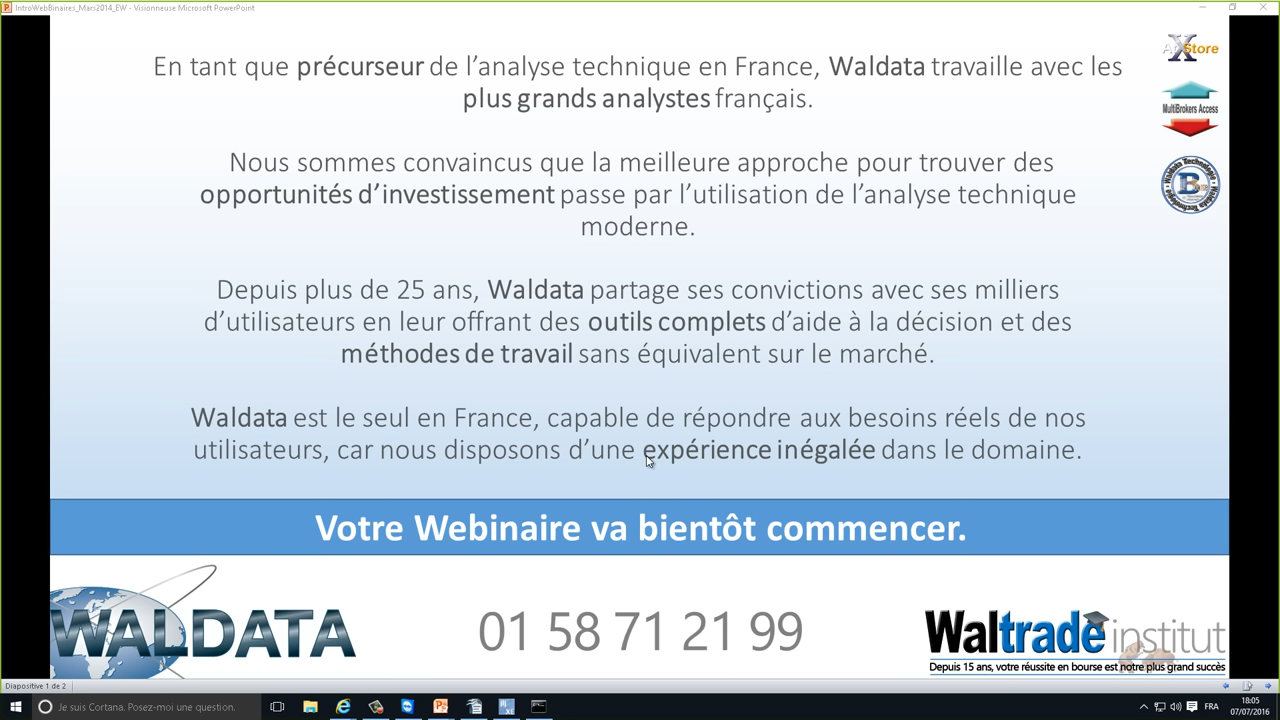 IntroWebBinaires_Mars2014_EW - Visionneuse Microsoft PowerPoint
En tant que précurseur de l'analyse technique en France, Waldata travaille avec les
plus grands analystes français.
Nous sommes convaincus que la meilleure approche pour trouver des
opportunités d'investissement passe par l'utilisation de l'analyse technique
moderne.
Depuis plus de 25 ans, Waldata partage ses convictions avec ses milliers
d'utilisateurs en leur offrant des outils complets d'aide à la décision et des
méthodes de travail sans équivalent sur le marché.
Waldata est le seul en France, capable de répondre aux besoins réels de nos
utilisateurs, car nous disposons d'une expérience inégalée dans le domaine.
MultiBrokers Access
B
Votre Webinaire va bientôt commencer.
WALDATA
01 58 71 21 99
Waltrade institut
Depuis 15 ans, votre réussite en bourse est notre plus grand succès
Diapositive 1 de 2
Je suis Cortana. Posez-moi une question.
FRA
18:05
07/07/2016